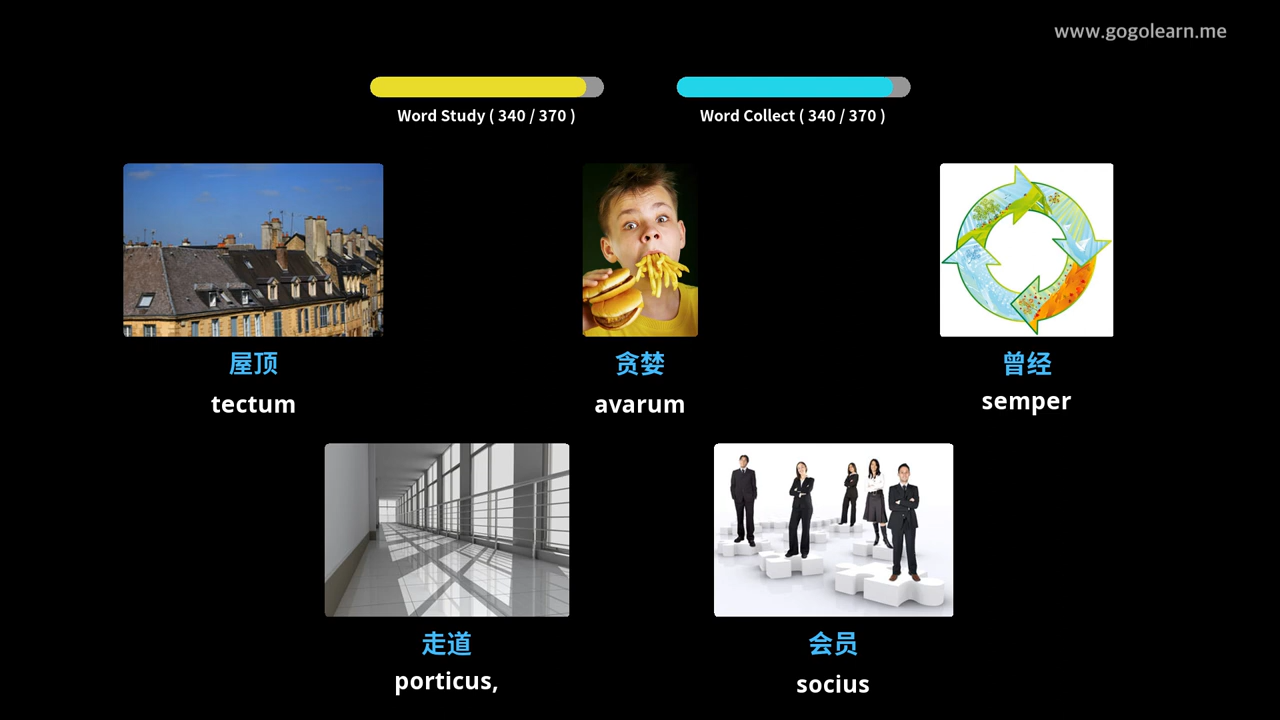 www.gogolearn.me
Word Study ( 340 / 370 )
Word Collect ( 340 / 370 )
屋顶
tectum
贪婪
avarum
曾经
semper
走道
porticus,
会员
socius